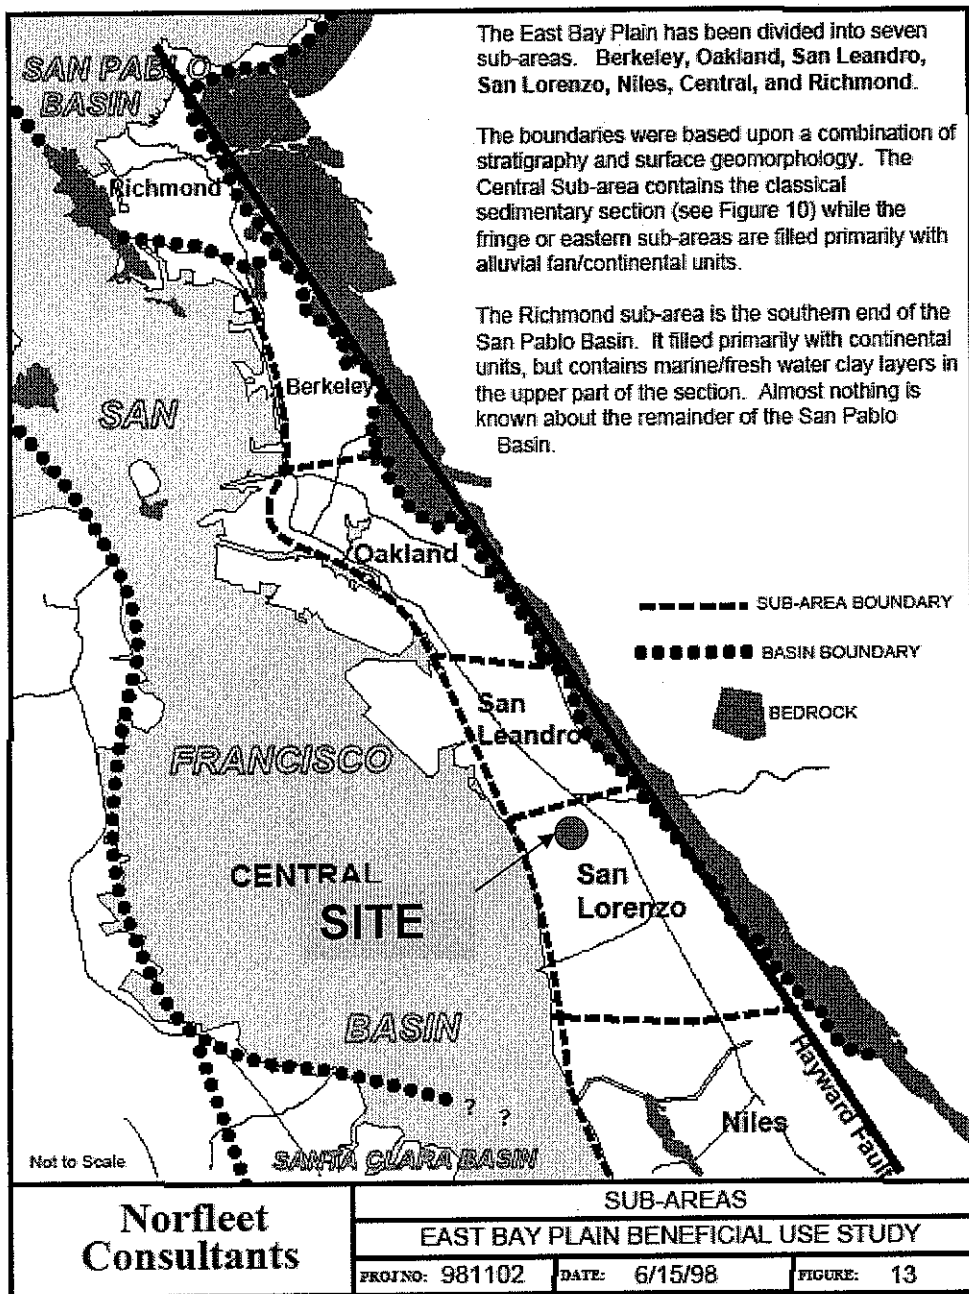 The East Bay Plain has been divided into seven
sub-areas. Berkeley, Oakland, San Leandro,
San Lorenzo, Niles, Central, and Richmond.
The boundaries were based upon a combination of
stratigraphy and surface geomorphology. The
Central Sub-area contains the classical
sedimentary section (see Figure 10) while the
fringe or eastern sub-areas are filled primarily with
alluvial fan/continental units.
The Richmond sub-area is the southern end of the
San Pablo Basin. It filled primarily with continental
units, but contains marine/fresh water clay layers in
the upper part of the section. Almost nothing is
known about the remainder of the San Pablo
Basin.
SAN PABLO
BASIN
Richmond
Berkeley
SAN
Oakland
SUB-AREA BOUNDARY
BASIN BOUNDARY
BEDROCK
San
Leandro
FRANCISCO
CENTRAL
SITE
San
Lorenzo
BASIN
Hayward Fault
Niles
? ?
Not to Scale
SANTA CLARA BASIN
Norfleet
Consultants
SUB-AREAS
EAST BAY PLAIN BENEFICIAL USE STUDY
PROJ NO: 981102
DATE: 6/15/98
FIGURE: 13